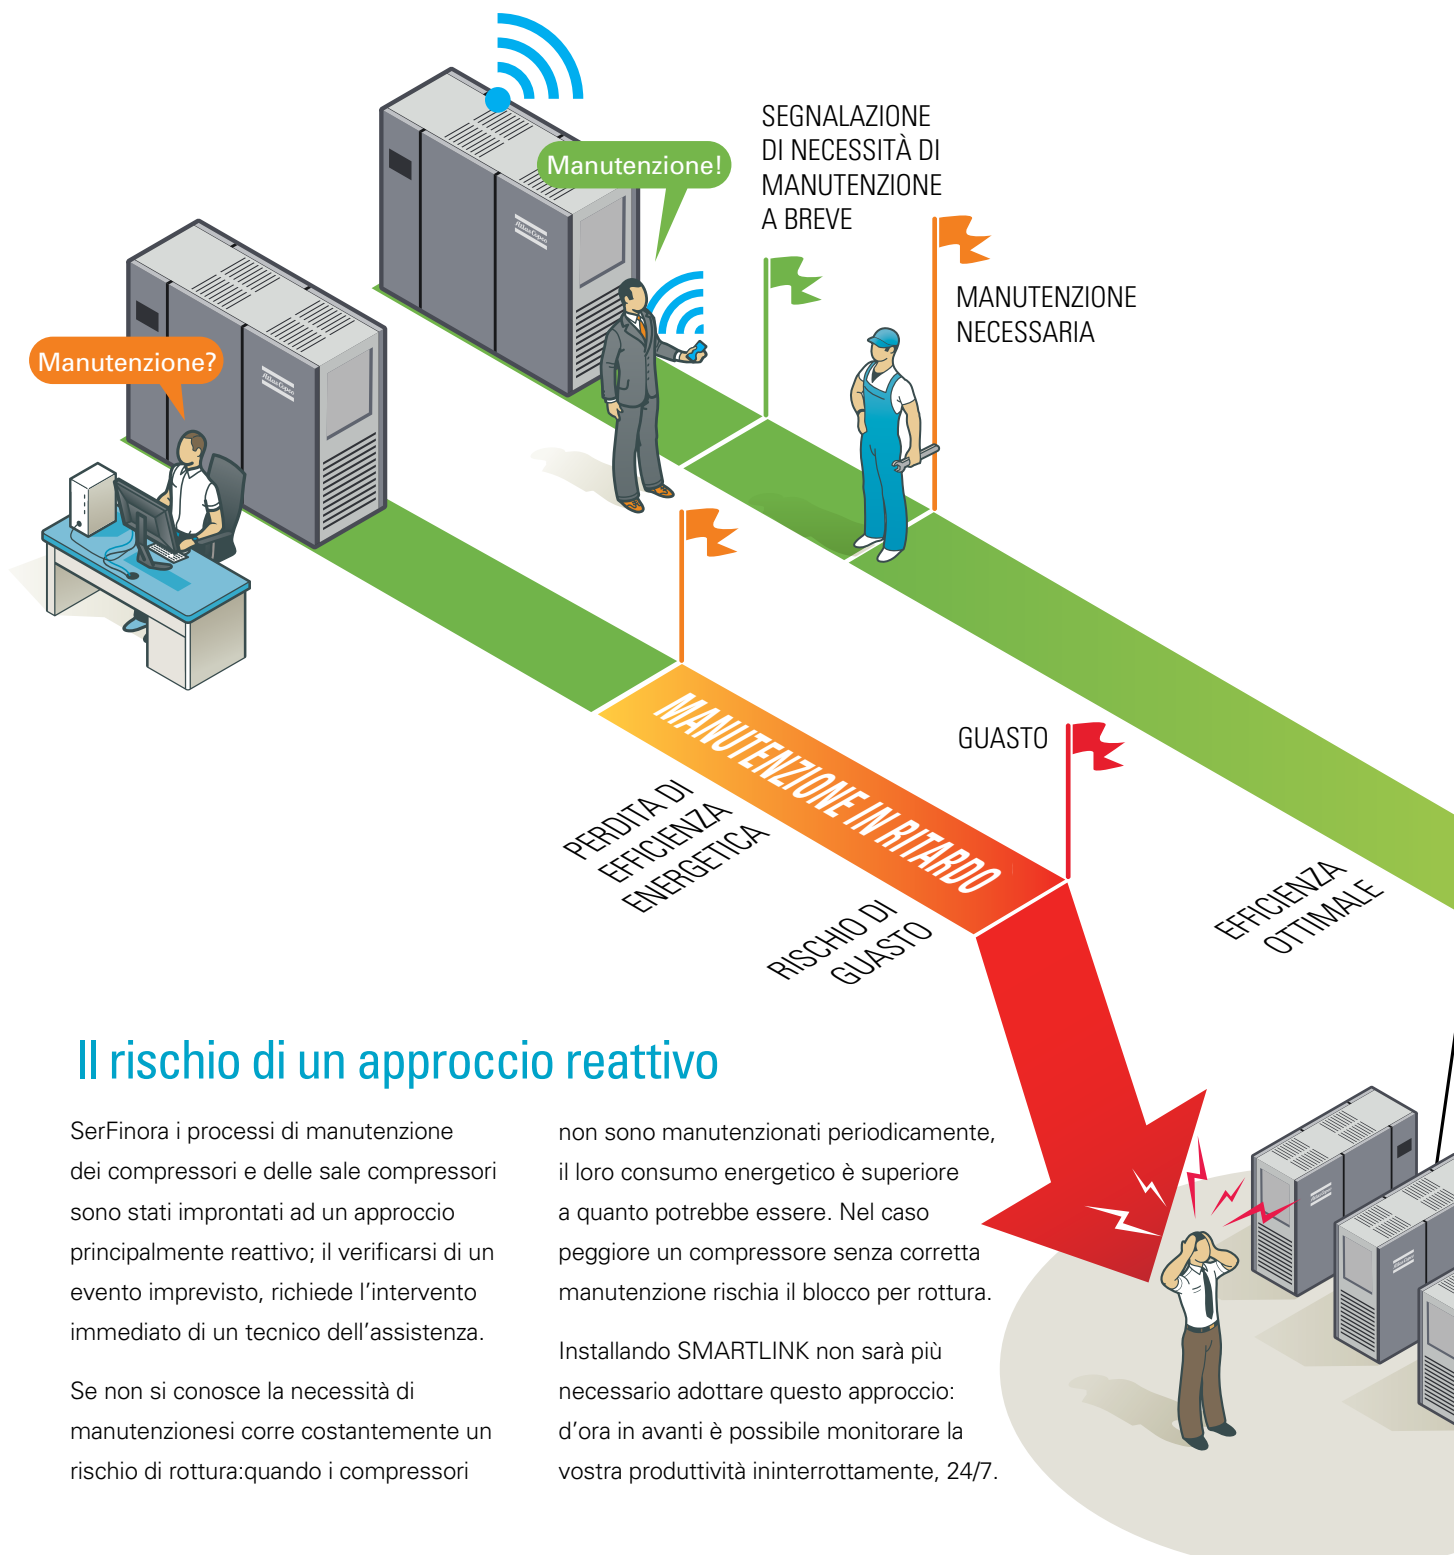 Manutenzione!
SEGNALAZIONE
DI NECESSITÀ DI
MANUTENZIONE
A BREVE
MANUTENZIONE
NECESSARIA
Atlas Copco
Manutenzione?
Atlas Copco
MANUTENZIONE IN RITARDO
GUASTO
PERDITA DI
EFFICIENZA
ENERGETICA
RISCHIO DI
GUASTO
EFFICIENZA
OTTIMALE
Il rischio di un approccio reattivo
SerFinora i processi di manutenzione
dei compressori e delle sale compressori
sono stati improntati ad un approccio
principalmente reattivo; il verificarsi di un
evento imprevisto, richiede l'intervento
immediato di un tecnico dell'assistenza.
Se non si conosce la necessità di
manutenzionesi corre costantemente un
rischio di rottura:quando i compressori
non sono manutenzionati periodicamente,
il loro consumo energetico è superiore
a quanto potrebbe essere. Nel caso
peggiore un compressore senza corretta
manutenzione rischia il blocco per rottura.
Installando SMARTLINK non sarà più
necessario adottare questo approccio:
d'ora in avanti è possibile monitorare la
vostra produttività ininterrottamente, 24/7.